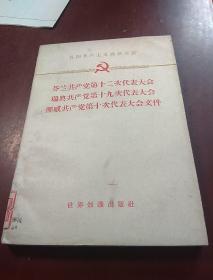 芬兰共产党第十二次代表大会
瑞典共产党第十九次代表大会
挪威共产党第十次代表大会文件
世界知识出版社